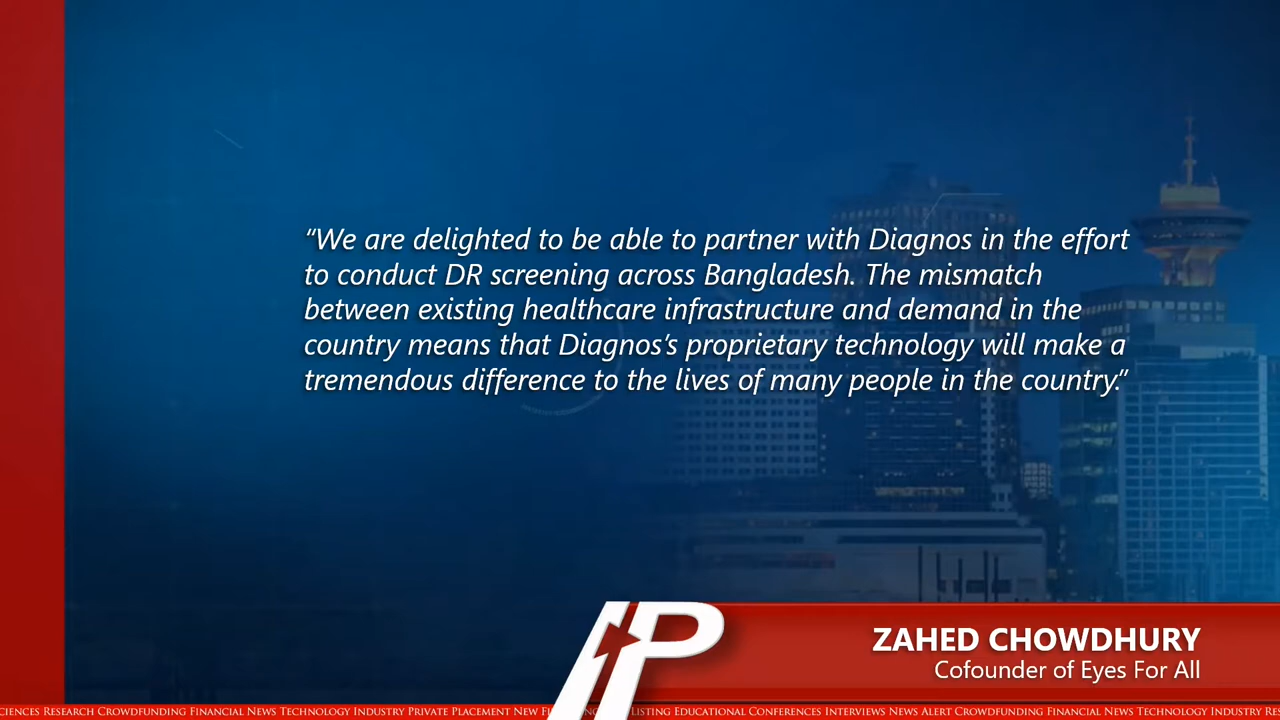 “We are delighted to be able to partner with Diagnos in the effort
to conduct DR screening across Bangladesh. The mismatch
between existing healthcare infrastructure and demand in the
country means that Diagnos’s proprietary technology will make a
tremendous difference to the lives of many people in the country.”
IP
ZAHED CHOWDHURY
Cofounder of Eyes For All
CIENCES RESEARCH CROWDFUNDING FINANCIAL NEWS TECHNOLOGY INDUSTRY PRIVATE PLACEMENT NEW LISTING EDUCATIONAL CONFERENCES INTERVIEWS NEWS ALERT CROWDFUNDING FINANCIAL NEWS TECHNOLOGY INDUSTRY RE